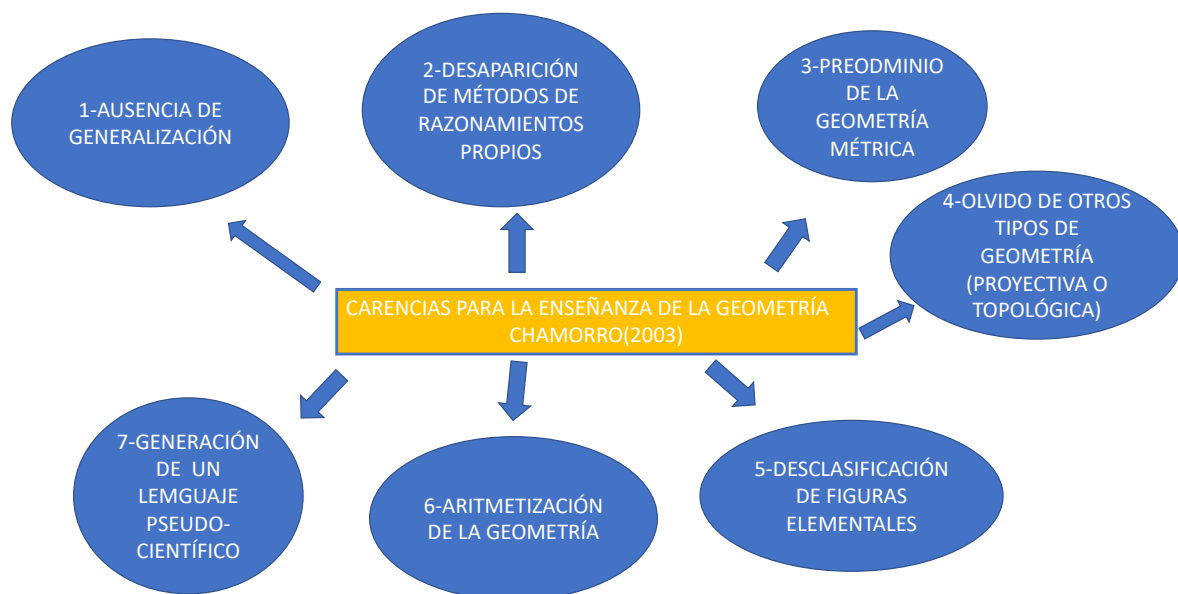 1-AUSENCIA DE
GENERALIZACIÓN
2-DESAPARICIÓN
DE MÉTODOS DE
RAZONAMIENTOS
PROPIOS
3-PREODMINIO
DE LA
GEOMETRÍA
MÉTRICA
4-OLVIDO DE OTROS
TIPOS DE
GEOMETRÍA
(PROYECTIVA O
TOPOLÓGICA)
CARENCIAS PARA LA ENSEÑANZA DE LA GEOMETRÍA
CHAMORRO(2003)
7-GENERACIÓN
DE UN
LEMGUAJE
PSEUDO-
CIENTÍFICO
6-ARITMETIZACIÓN
DE LA GEOMETRÍA
5-DESCLASIFICACIÓN
DE FIGURAS
ELEMENTALES